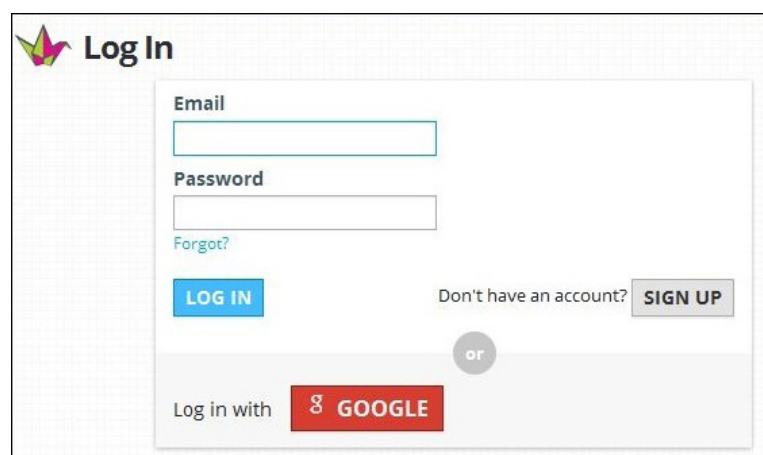 Log In
Email
Password
Forgot?
LOG IN Don't have an account? SIGN UP
or
Log in with g GOOGLE